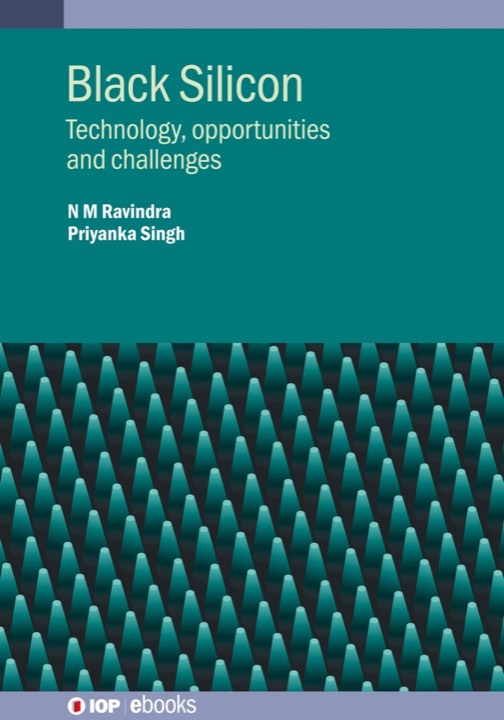 Black Silicon
Technology, opportunities
and challenges
N M Ravindra
Priyanka Singh
IOP ebooks